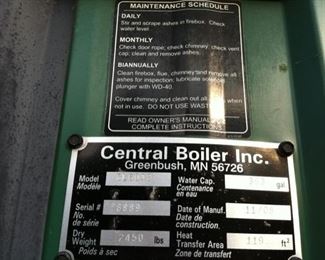 MAINTENANCE SCHEDULE
DAILY
Stir and scrape ashes in firebox. Check
water level
MONTHLY
Check door rope; check chimney; check vent
cap; clean and remove ashes.
BIANNUALLY
Clean firebox, flue, chimney and remove all
ashes for inspection; lubricate solenoid
plunger with WD-40.
Cover chimney and clean out all ashes when
not in use. DO NOT USE WASTE
READ OWNER'S MANUAL
COMPLETE INSTRUCTIONS
Central Boiler Inc.
Greenbush, MN 56726
Model
Modèle
Water Cap. gal
Contenance
en eau
Serial #
No.
de série
Date of Manuf.
Date de
construction.
Dry
Weight 2450 lbs
Poids à sec
Heat
Transfer Area 119 ft²
Zone de transfert